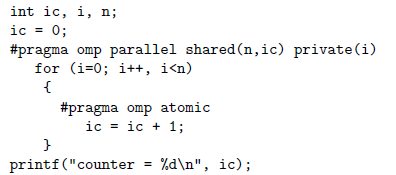 int ic, i, n;
ic = 0;
#pragma omp parallel shared(n,ic) private(i)
for (i=0; i++, i<n)
{
#pragma omp atomic
ic = ic + 1;
}
printf("counter = %d\n", ic);